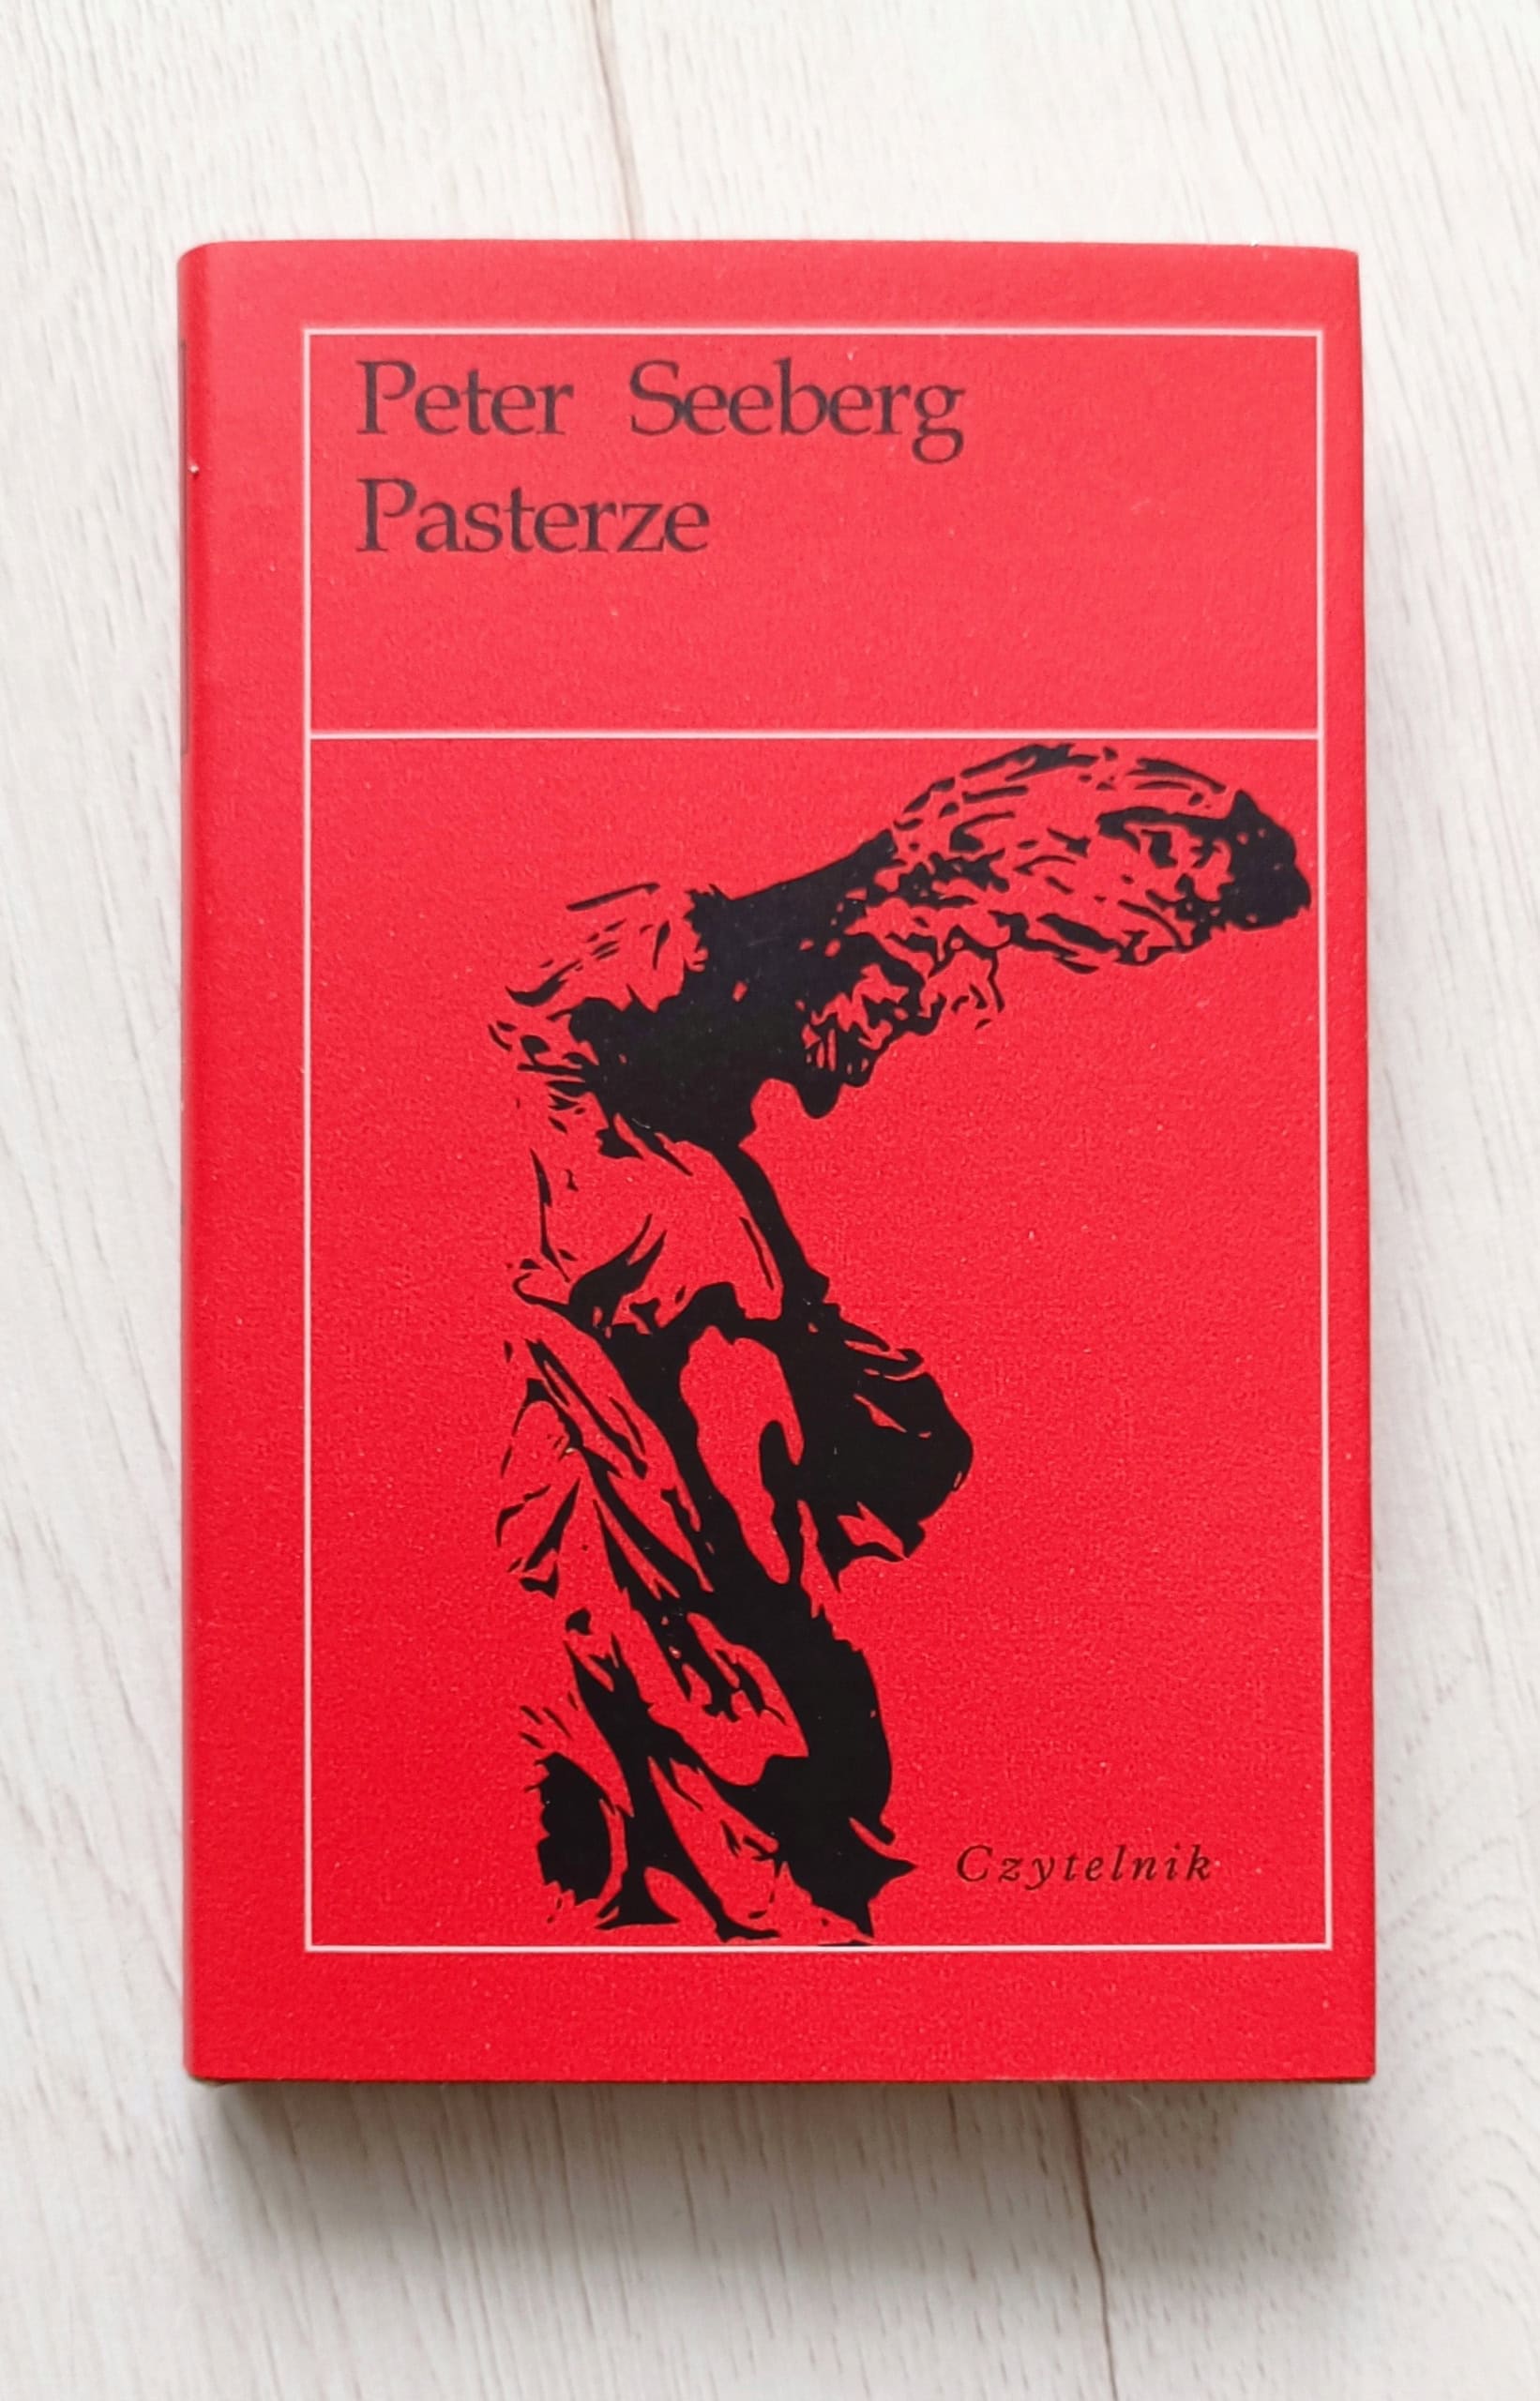 Peter Seeberg
Pasterze
Czytelnik